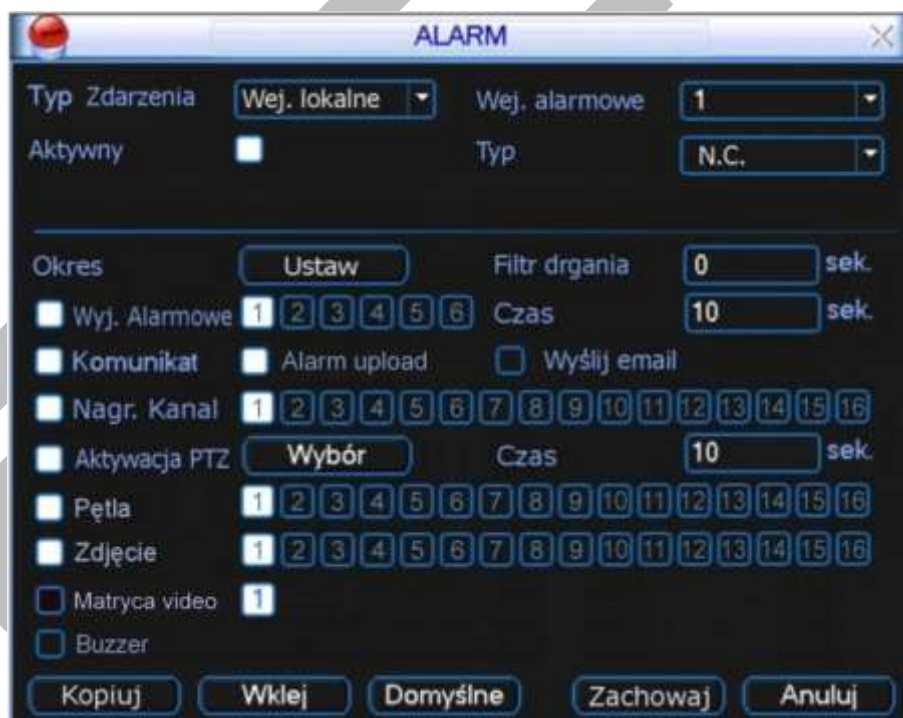 ALARM
Typ Zdarzenia Wej. lokalne Wej. alarmowe 1
Aktywny Typ N.C.
Okres Ustaw Filtr drgania 0 sek.
Wyj. Alarmowe 1 2 3 4 5 6 Czas 10 sek.
Komunikat Alarm upload Wyślij email
Nagr. Kanał 1 2 3 4 5 6 7 8 9 10 11 12 13 14 15 16
Aktywacja PTZ Wybór Czas 10 sek.
Pętla 1 2 3 4 5 6 7 8 9 10 11 12 13 14 15 16
Zdjęcie 1 2 3 4 5 6 7 8 9 10 11 12 13 14 15 16
Matryca video 1
Buzzer
Kopiuj Wklej Domyślne Zachowaj Anuluj